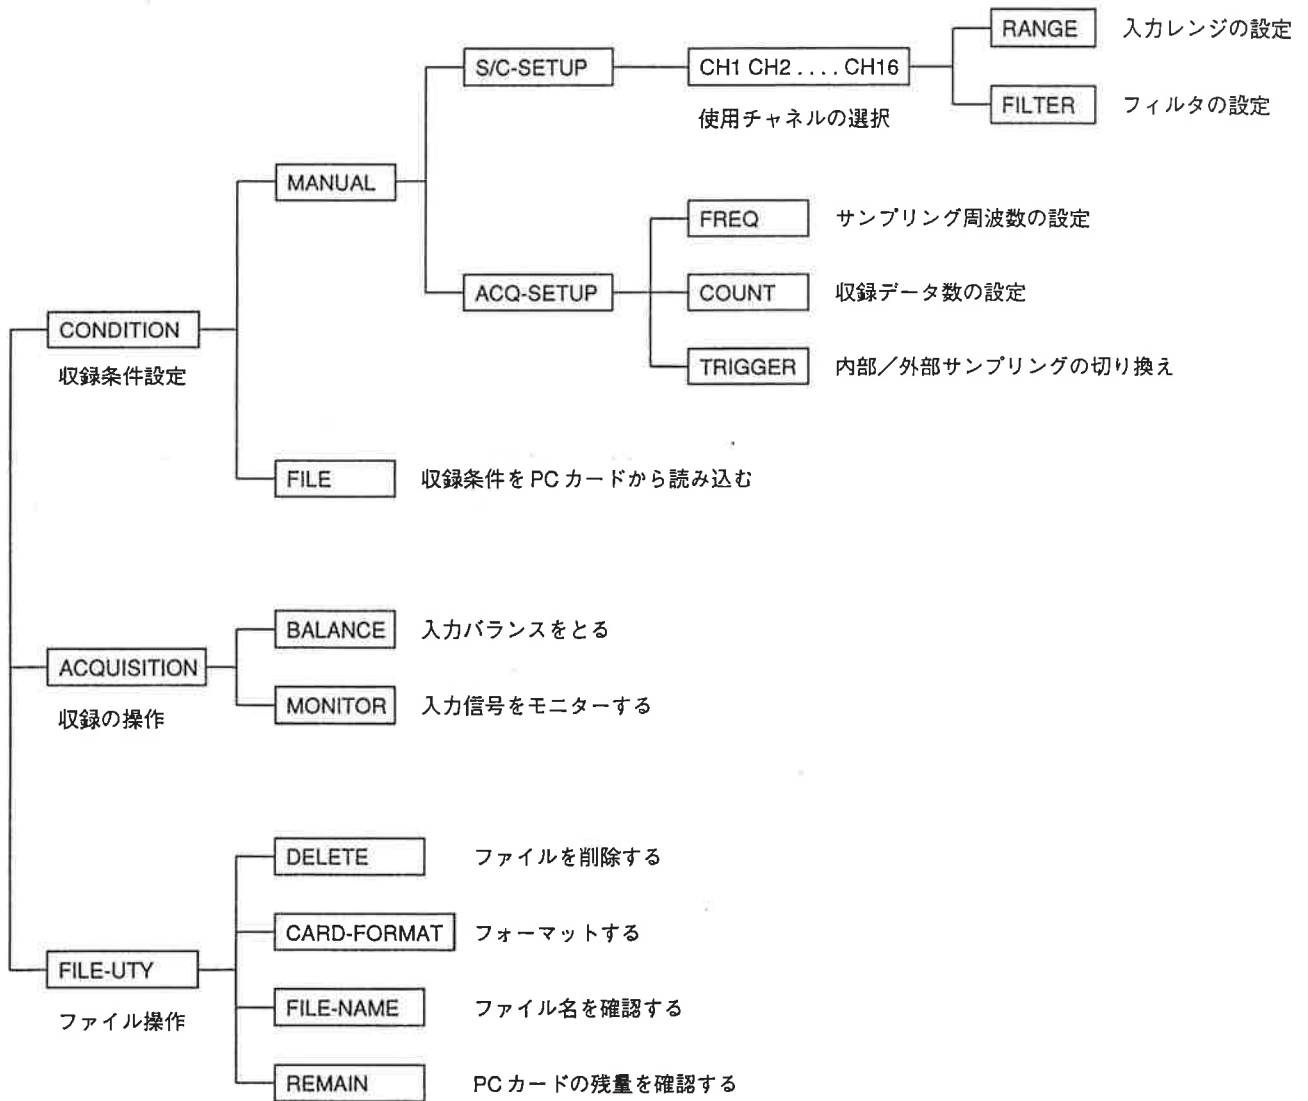 RANGE 入力レンジの設定
S/C-SETUP CH1 CH2 . . . . CH16
使用チャネルの選択
FILTER フィルタの設定
MANUAL
FREQ サンプリング周波数の設定
ACQ-SETUP COUNT 収録データ数の設定
CONDITION
収録条件設定
TRIGGER 内部／外部サンプリングの切り換え
FILE 収録条件をPCカードから読み込む
BALANCE 入力バランスをとる
ACQUISITION
収録の操作
MONITOR 入力信号をモニターする
DELETE ファイルを削除する
CARD-FORMAT フォーマットする
FILE-UTY
ファイル操作
FILE-NAME ファイル名を確認する
REMAIN PCカードの残量を確認する